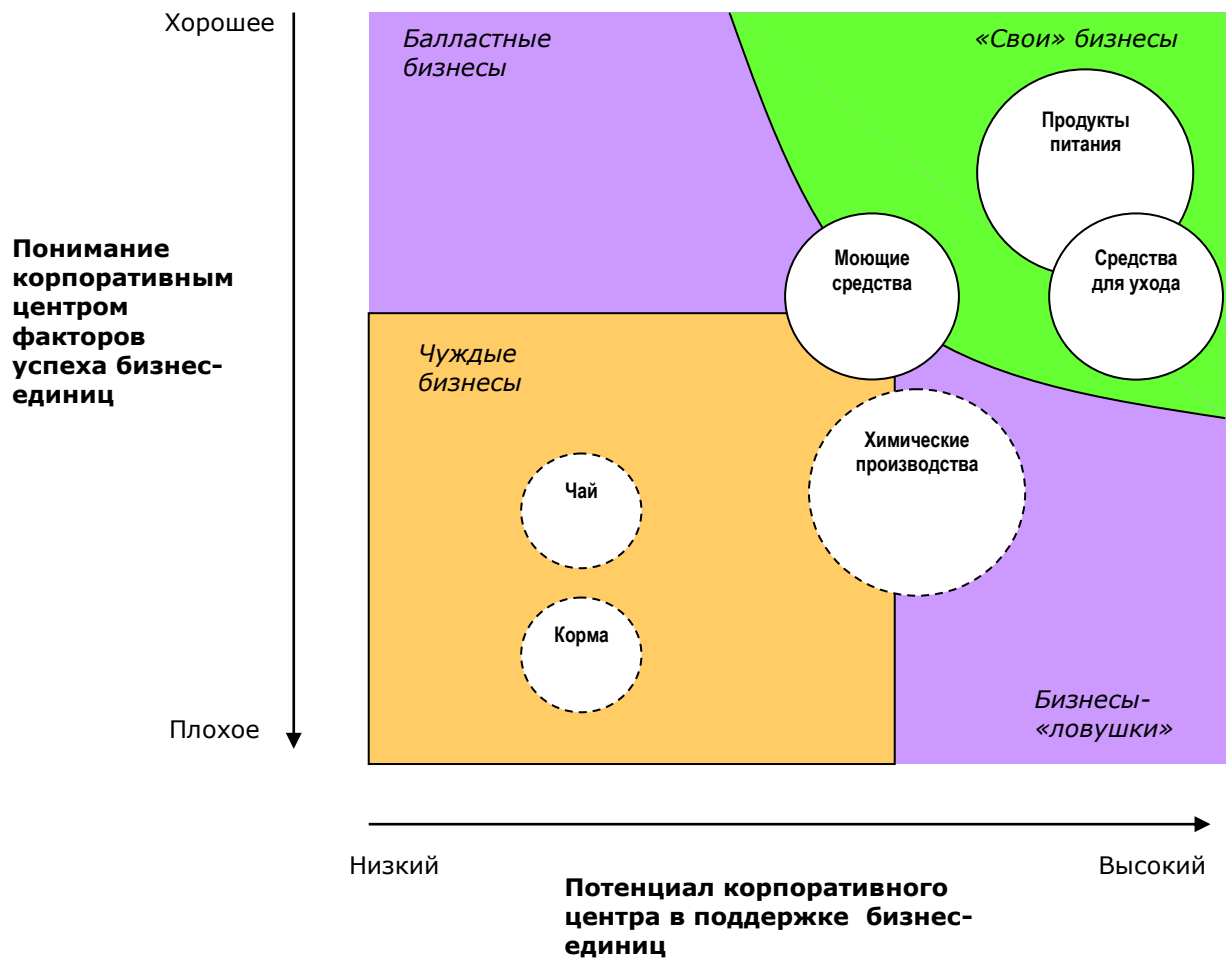 Хорошее
Балластные
бизнесы
«Свои» бизнесы
Продукты
питания
Понимание
корпоративным
центром
факторов
успеха бизнес-
единиц
Моющие
средства
Средства
для ухода
Чуждые
бизнесы
Химические
производства
Чай
Корма
Плохое
Бизнесы-
«ловушки»
Низкий
Высокий
Потенциал корпоративного
центра в поддержке бизнес-
единиц